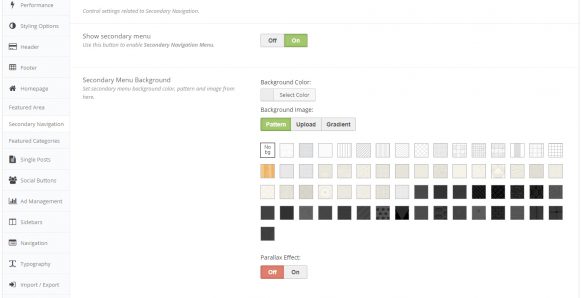 Performance
Styling Options
Header
Footer
Homepage
Featured Area
Secondary Navigation
Featured Categories
Single Posts
Social Buttons
Ad Management
Sidebars
Navigation
Typography
Import / Export
Control settings related to Secondary Navigation.
Show secondary menu
Use this button to enable Secondary Navigation Menu.
Off On
Secondary Menu Background
Set secondary menu background color, pattern and image from
here.
Background Color:
Select Color
Background Image:
Pattern Upload Gradient
No
bg
Parallax Effect:
Off On